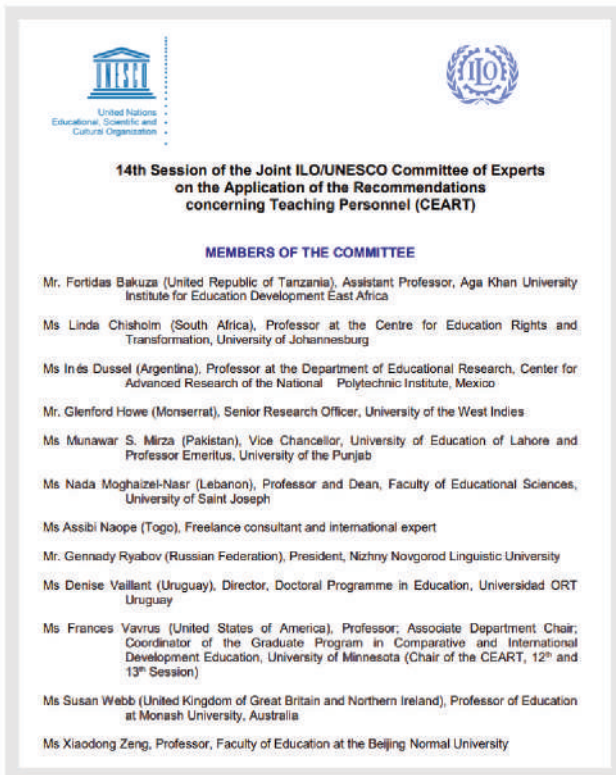 UNESCO
United Nations
Educational, Scientific and
Cultural Organization
ILO
14th Session of the Joint ILO/UNESCO Committee of Experts
on the Application of the Recommendations
concerning Teaching Personnel (CEART)
MEMBERS OF THE COMMITTEE
Mr. Fortidas Bakuza (United Republic of Tanzania), Assistant Professor, Aga Khan University
Institute for Education Development East Africa
Ms Linda Chisholm (South Africa), Professor at the Centre for Education Rights and
Transformation, University of Johannesburg
Ms Inés Dussel (Argentina), Professor at the Department of Educational Research, Center for
Advanced Research of the National Polytechnic Institute, Mexico
Mr. Glenford Howe (Monserrat), Senior Research Officer, University of the West Indies
Ms Munawar S. Mirza (Pakistan), Vice Chancellor, University of Education of Lahore and
Professor Emeritus, University of the Punjab
Ms Nada Moghaizel-Nasr (Lebanon), Professor and Dean, Faculty of Educational Sciences,
University of Saint Joseph
Ms Assibi Naope (Togo), Freelance consultant and international expert
Mr. Gennady Ryabov (Russian Federation), President, Nizhny Novgorod Linguistic University
Ms Denise Vaillant (Uruguay), Director, Doctoral Programme in Education, Universidad ORT
Uruguay
Ms Frances Vavrus (United States of America), Professor; Associate Department Chair;
Coordinator of the Graduate Program in Comparative and International
Development Education, University of Minnesota (Chair of the CEART, 12th and
13th Session)
Ms Susan Webb (United Kingdom of Great Britain and Northern Ireland), Professor of Education
at Monash University, Australia
Ms Xiaodong Zeng, Professor, Faculty of Education at the Beijing Normal University